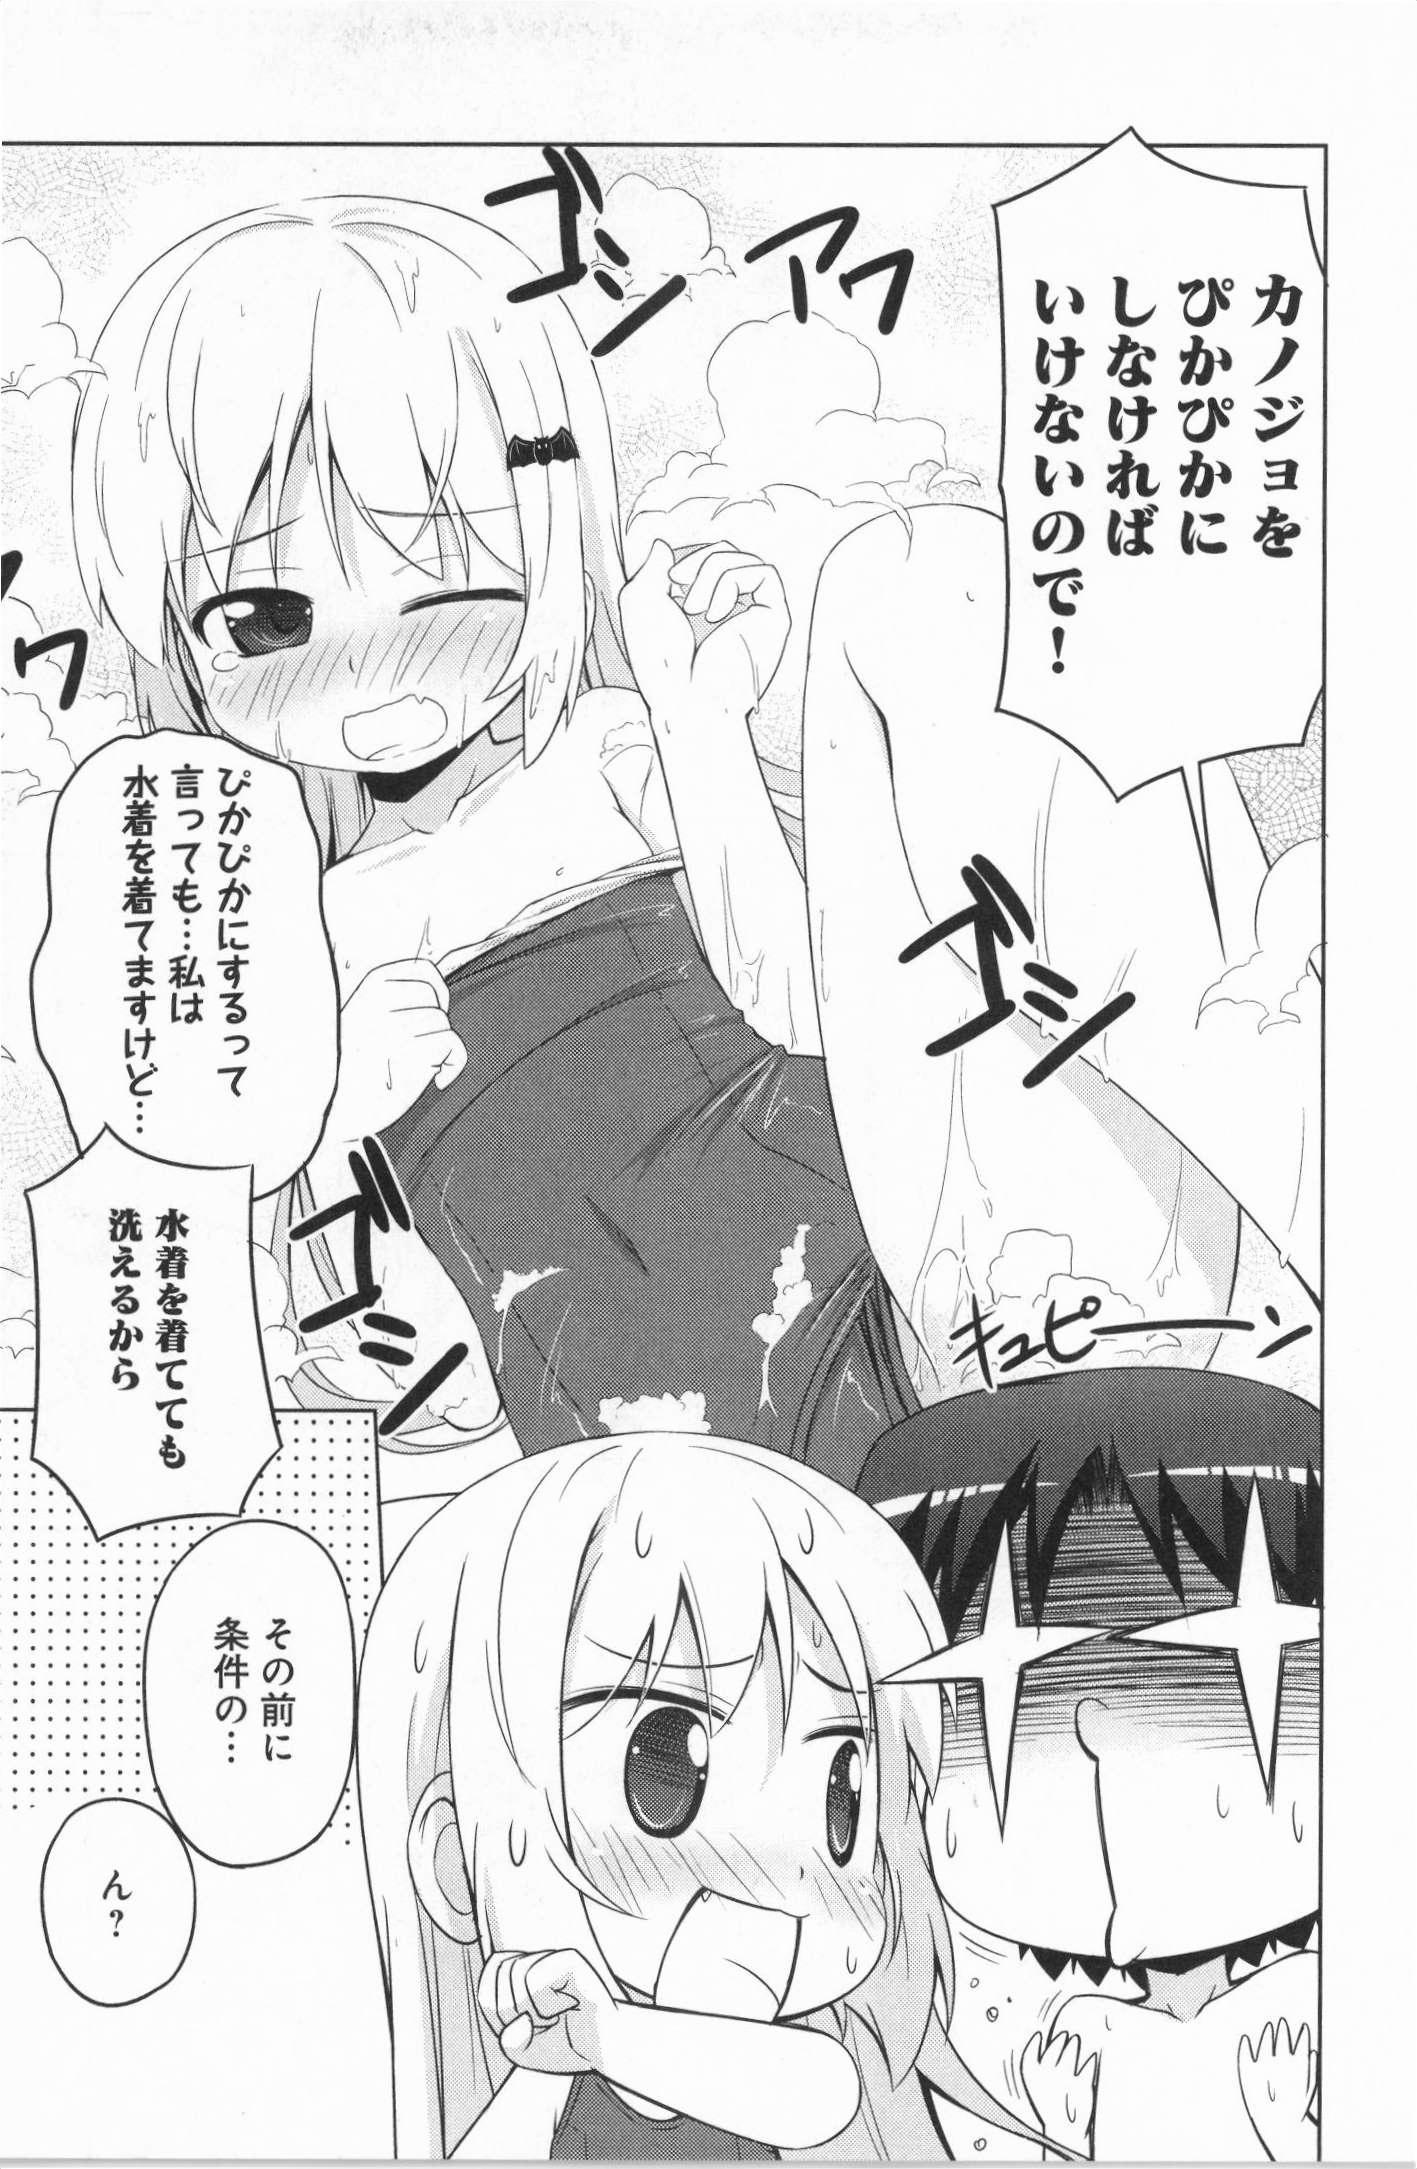 カノジョを
ぴかぴかに
しなければ
いけないので！
アワ
ゴシ
ワ
ゴシ
ぴかぴかにするって
言っても…私は
水着を着てますけど…
ゴシ
水着を着てても
洗えるから
キュピーン
その前に
条件の…
ん？